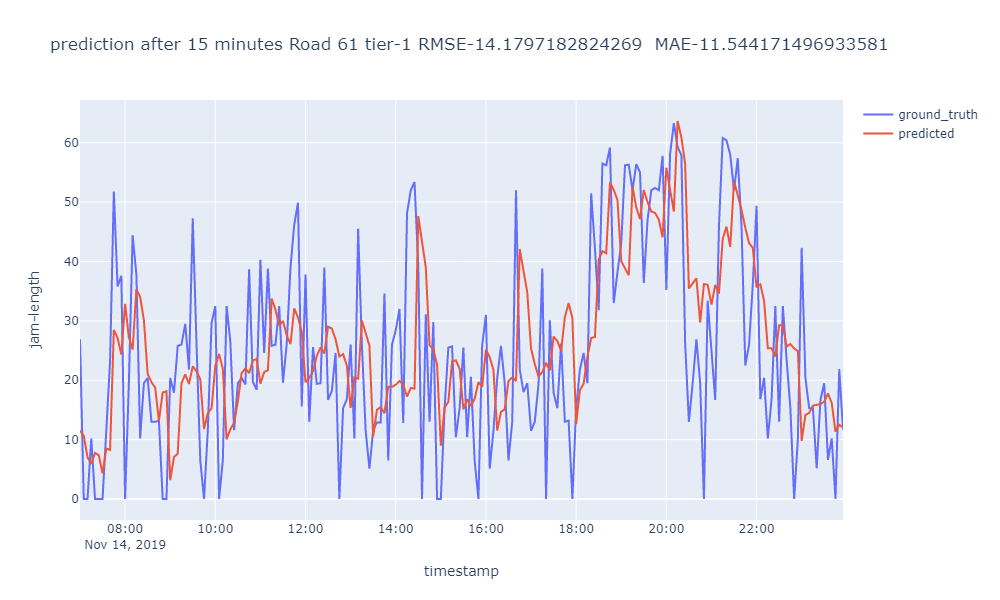 prediction after 15 minutes Road 61 tier-1 RMSE-14.1797182824269  MAE-11.544171496933581
ground_truth
predicted
60
50
40
30
20
10
0
jam-length
08:00 10:00 12:00 14:00 16:00 18:00 20:00 22:00
Nov 14, 2019
timestamp